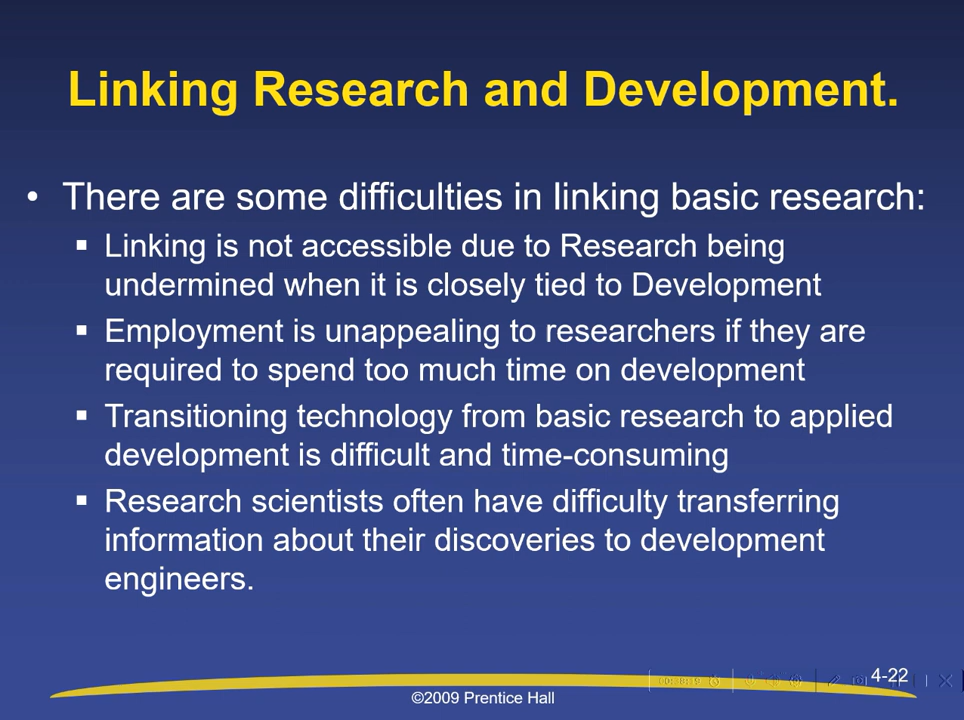 Linking Research and Development.
• There are some difficulties in linking basic research:
▪ Linking is not accessible due to Research being
undermined when it is closely tied to Development
▪ Employment is unappealing to researchers if they are
required to spend too much time on development
▪ Transitioning technology from basic research to applied
development is difficult and time-consuming
▪ Research scientists often have difficulty transferring
information about their discoveries to development
engineers.
4-22
©2009 Prentice Hall